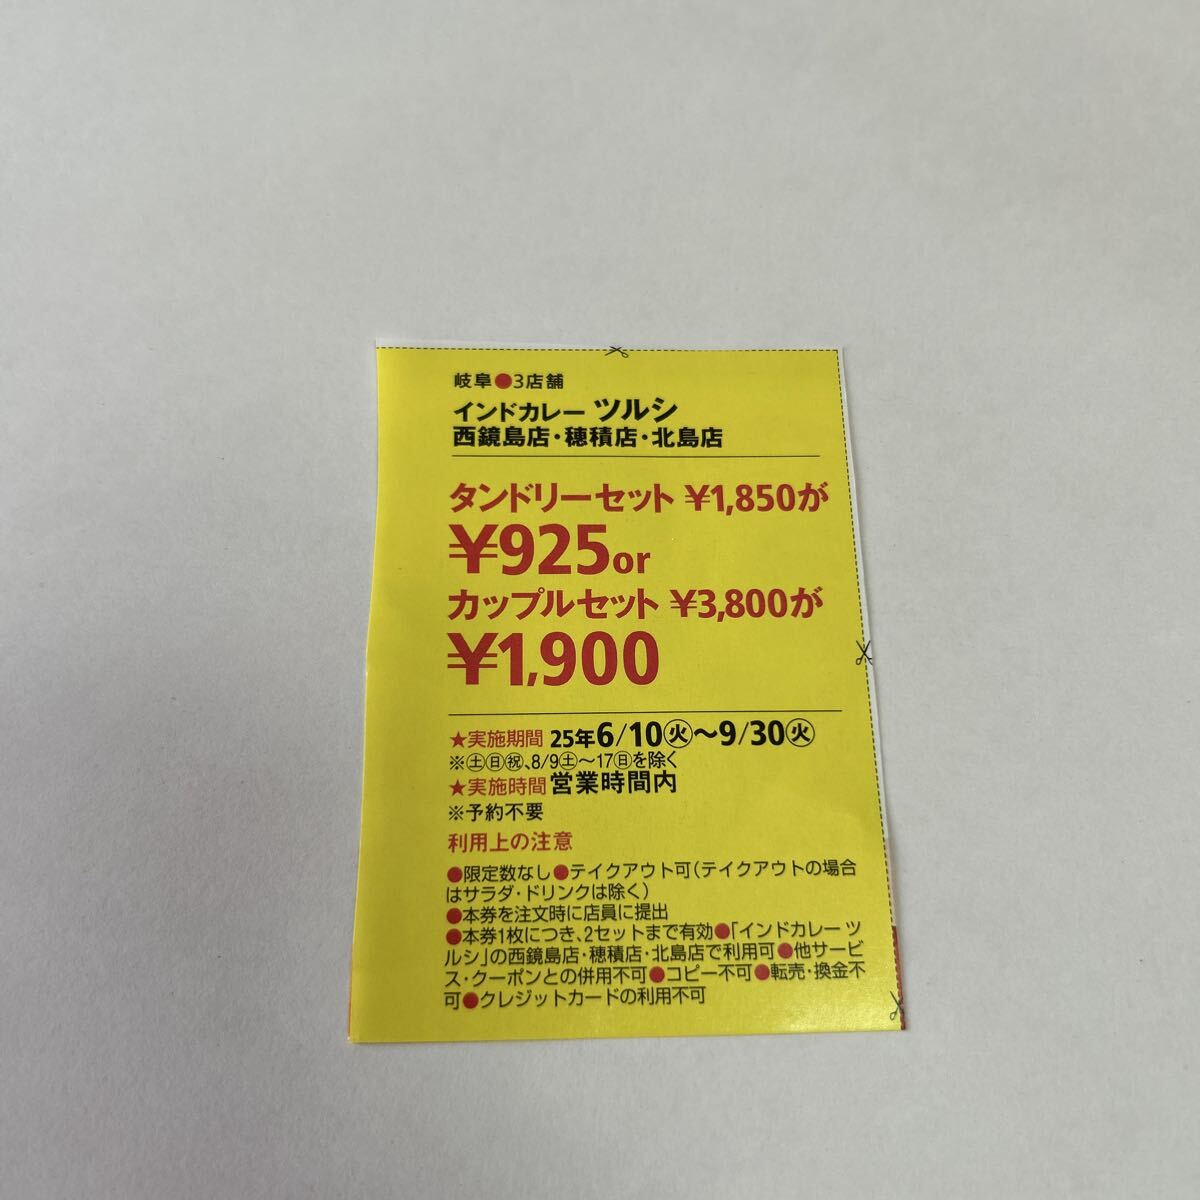 岐阜●3店舗
インドカレー ツルシ
西鏡島店・穂積店・北島店
タンドリーセット ¥1,850が
¥925or
カップルセット ¥3,800が
¥1,900
★実施期間 25年6/10㊋〜9/30㊋
※㊏㊐㊗、8/9㊏〜17㊐を除く
★実施時間 営業時間内
※予約不要
利用上の注意
●限定数なし●テイクアウト可(テイクアウトの場合
はサラダ・ドリンクは除く)
●本券を注文時に店員に提出
●本券1枚につき、2セットまで有効●「インドカレー ツ
ルシ」の西鏡島店・穂積店・北島店で利用可●他サービ
ス・クーポンとの併用不可●コピー不可●転売・換金不
可●クレジットカードの利用不可